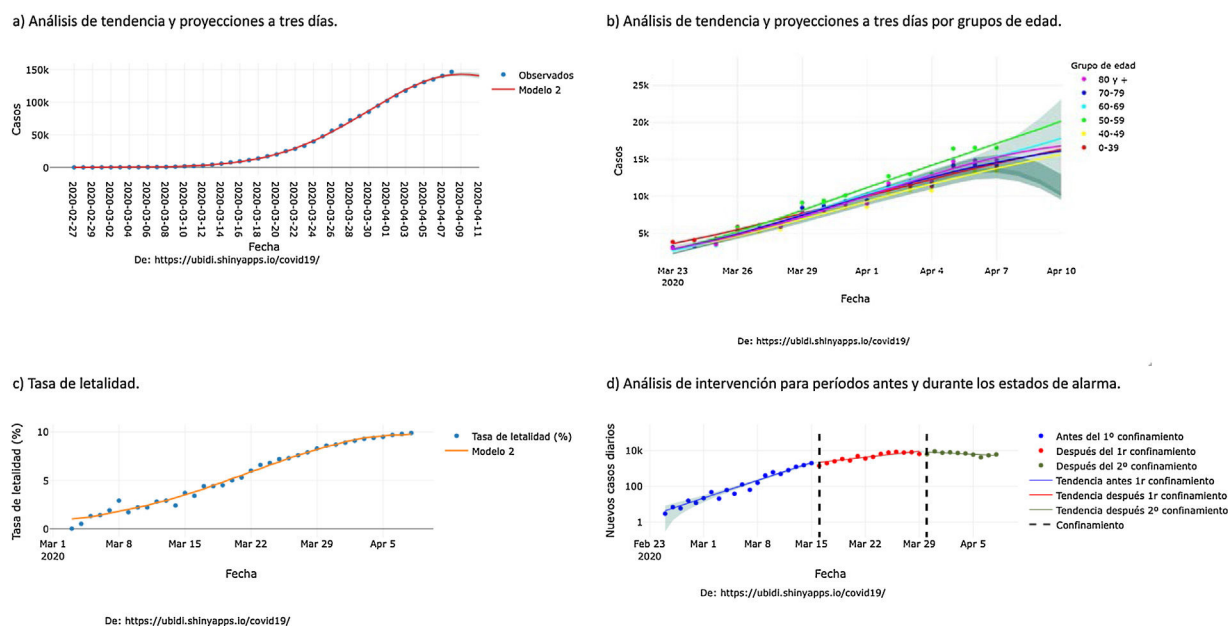 a) Análisis de tendencia y proyecciones a tres días.
150k
100k
50k
0
Casos
2020-02-27
2020-02-29
2020-03-02
2020-03-04
2020-03-06
2020-03-08
2020-03-10
2020-03-12
2020-03-14
2020-03-16
2020-03-18
2020-03-20
2020-03-22
2020-03-24
2020-03-26
2020-03-28
2020-03-30
2020-04-01
2020-04-03
2020-04-05
2020-04-07
2020-04-09
2020-04-11
Fecha
Observados
Modelo 2
De: https://ubidi.shinyapps.io/covid19/
b) Análisis de tendencia y proyecciones a tres días por grupos de edad.
25k
20k
15k
10k
5k
Casos
Mar 23
2020
Mar 26
Mar 29
Apr 1
Apr 4
Apr 7
Apr 10
Fecha
Grupo de edad
80 y +
70-79
60-69
50-59
40-49
0-39
De: https://ubidi.shinyapps.io/covid19/
c) Tasa de letalidad.
10
5
0
Tasa de letalidad (%)
Mar 1
2020
Mar 8
Mar 15
Mar 22
Mar 29
Apr 5
Fecha
Tasa de letalidad (%)
Modelo 2
De: https://ubidi.shinyapps.io/covid19/
d) Análisis de intervención para períodos antes y durante los estados de alarma.
10k
100
1
Nuevos casos diarios
Feb 23
2020
Mar 1
Mar 8
Mar 15
Mar 22
Mar 29
Apr 5
Fecha
Antes del 1º confinamiento
Después del 1r confinamiento
Después del 2º confinamiento
Tendencia antes 1r confinamiento
Tendencia después 1r confinamiento
Tendencia después 2º confinamiento
Confinamiento
De: https://ubidi.shinyapps.io/covid19/